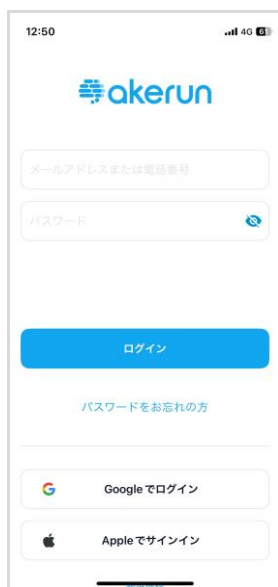 12:50
4G 6
akerun
メールアドレスまたは電話番号
パスワード
ログイン
パスワードをお忘れの方
Googleでログイン
Appleでサインイン